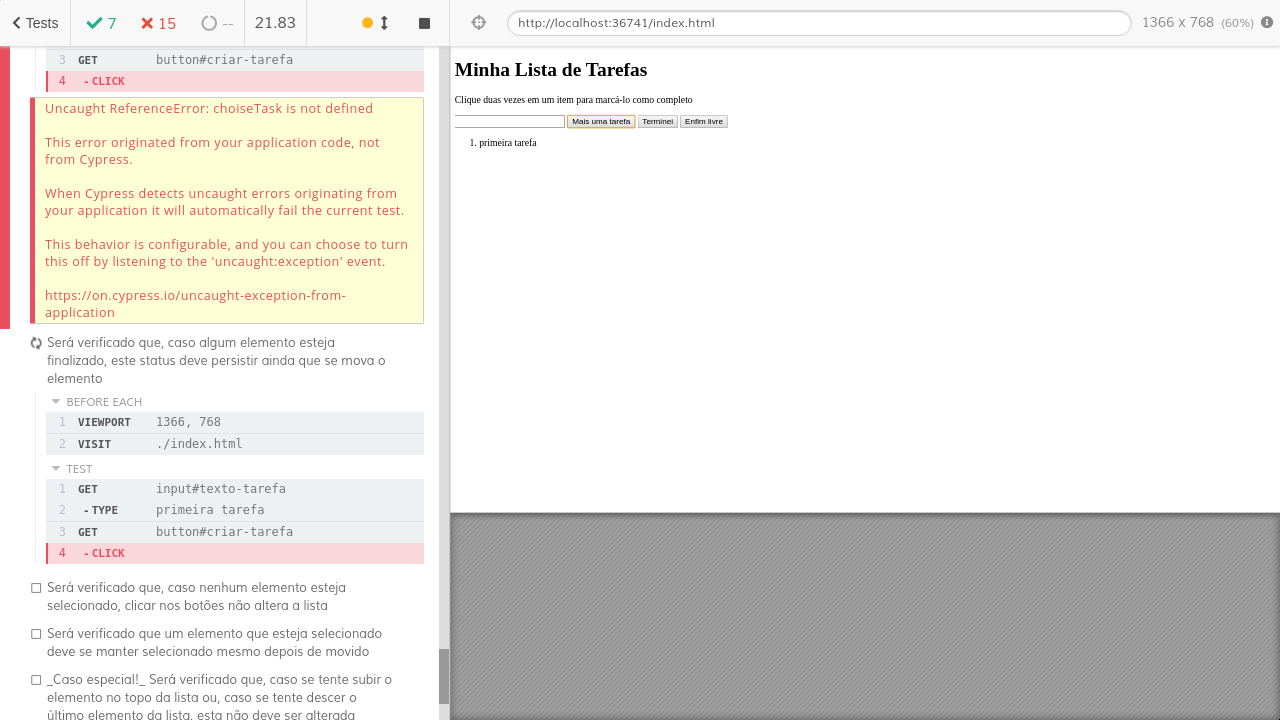 Tests
7
15
--
21.83
http://localhost:36741/index.html
1366 x 768 (60%)
3 GET button#criar-tarefa
4 - CLICK
Uncaught ReferenceError: choiseTask is not defined
This error originated from your application code, not
from Cypress.
When Cypress detects uncaught errors originating from
your application it will automatically fail the current test.
This behavior is configurable, and you can choose to turn
this off by listening to the 'uncaught:exception' event.
https://on.cypress.io/uncaught-exception-from-
application
Será verificado que, caso algum elemento esteja
finalizado, este status deve persistir ainda que se mova o
elemento
BEFORE EACH
1 VIEWPORT 1366, 768
2 VISIT ./index.html
TEST
1 GET input#texto-tarefa
2 - TYPE primeira tarefa
3 GET button#criar-tarefa
4 - CLICK
Será verificado que, caso nenhum elemento esteja
selecionado, clicar nos botões não altera a lista
Será verificado que um elemento que esteja selecionado
deve se manter selecionado mesmo depois de movido
_Caso especial!_ Será verificado que, caso se tente subir o
elemento no topo da lista ou, caso se tente descer o
último elemento da lista, esta não deve ser alterada
Minha Lista de Tarefas
Clique duas vezes em um item para marcá-lo como completo
Mais uma tarefa Terminei Enfim livre
1. primeira tarefa